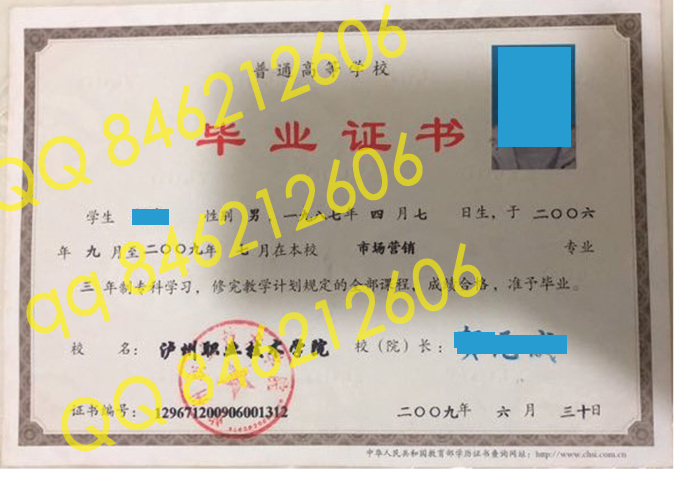 普通高等学校
毕业证书
学生 性别 男，一九八七年 四 月 七 日生，于 二〇〇六
年 九 月至 二〇〇九 年 七 月在本校 市场营销 专业
三 年制专科学习，修完教学计划规定的全部课程，成绩合格，准予毕业。
校 名： 泸州职业技术学院 校（院）长：
证书编号： 129671200906001312 二〇〇九年 六 月 三十日
中华人民共和国教育部学历证书查询网址：http://www.chsi.com.cn
QQ 846212606
qq 846212606
QQ 846212606